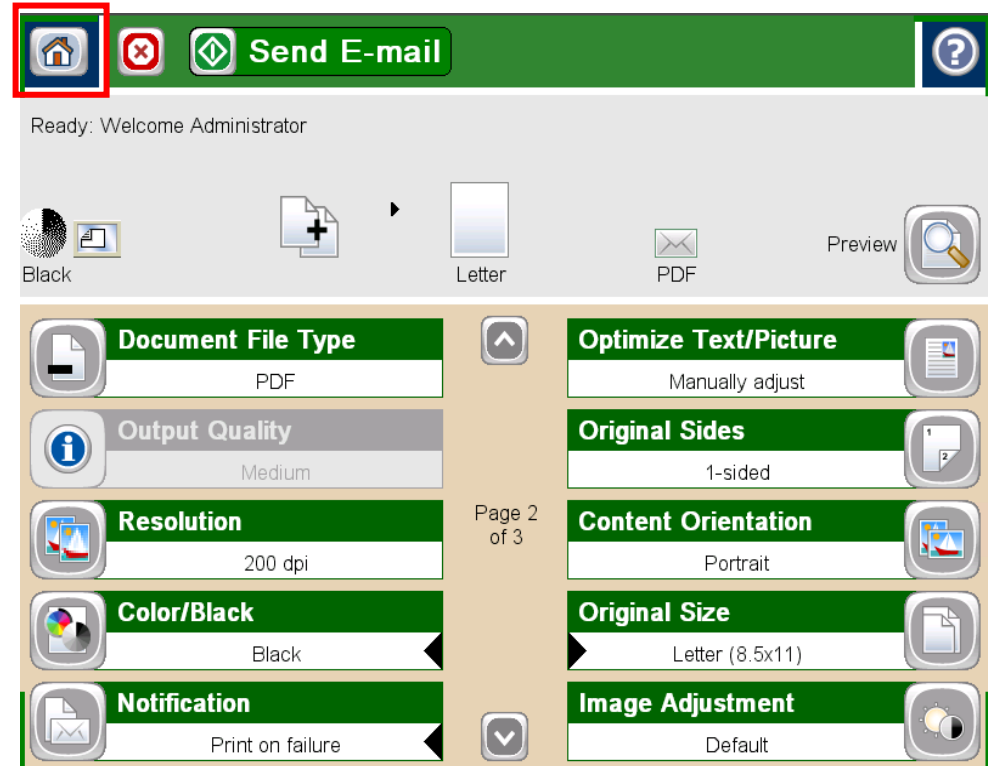 Send E-mail
Ready: Welcome Administrator
Black
Letter
PDF
Preview
Document File Type
PDF
Output Quality
Medium
Resolution
200 dpi
Color/Black
Black
Notification
Print on failure
Page 2
of 3
Optimize Text/Picture
Manually adjust
Original Sides
1-sided
1
2
Content Orientation
Portrait
Original Size
Letter (8.5x11)
Image Adjustment
Default